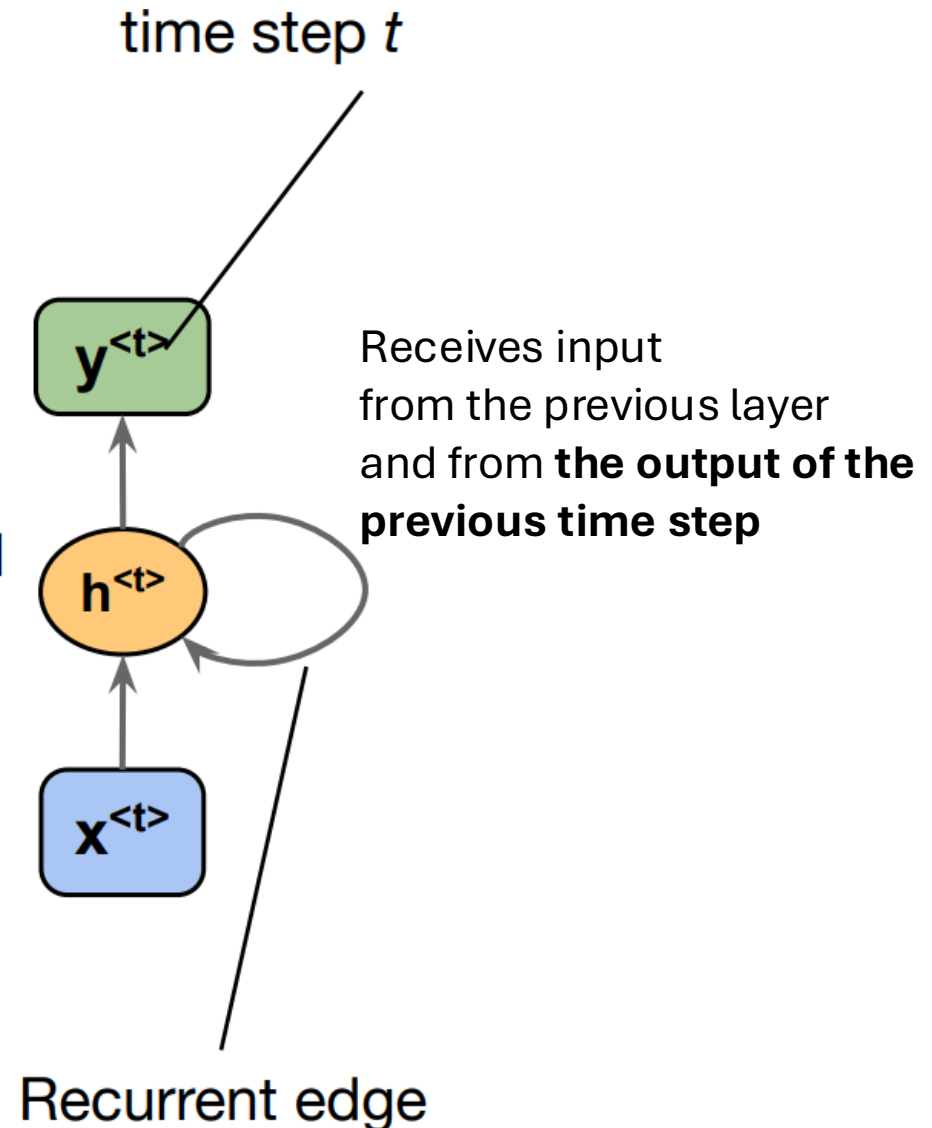 time step t
y<t>
Receives input
from the previous layer
and from the output of the
previous time step
h<t>
x<t>
Recurrent edge